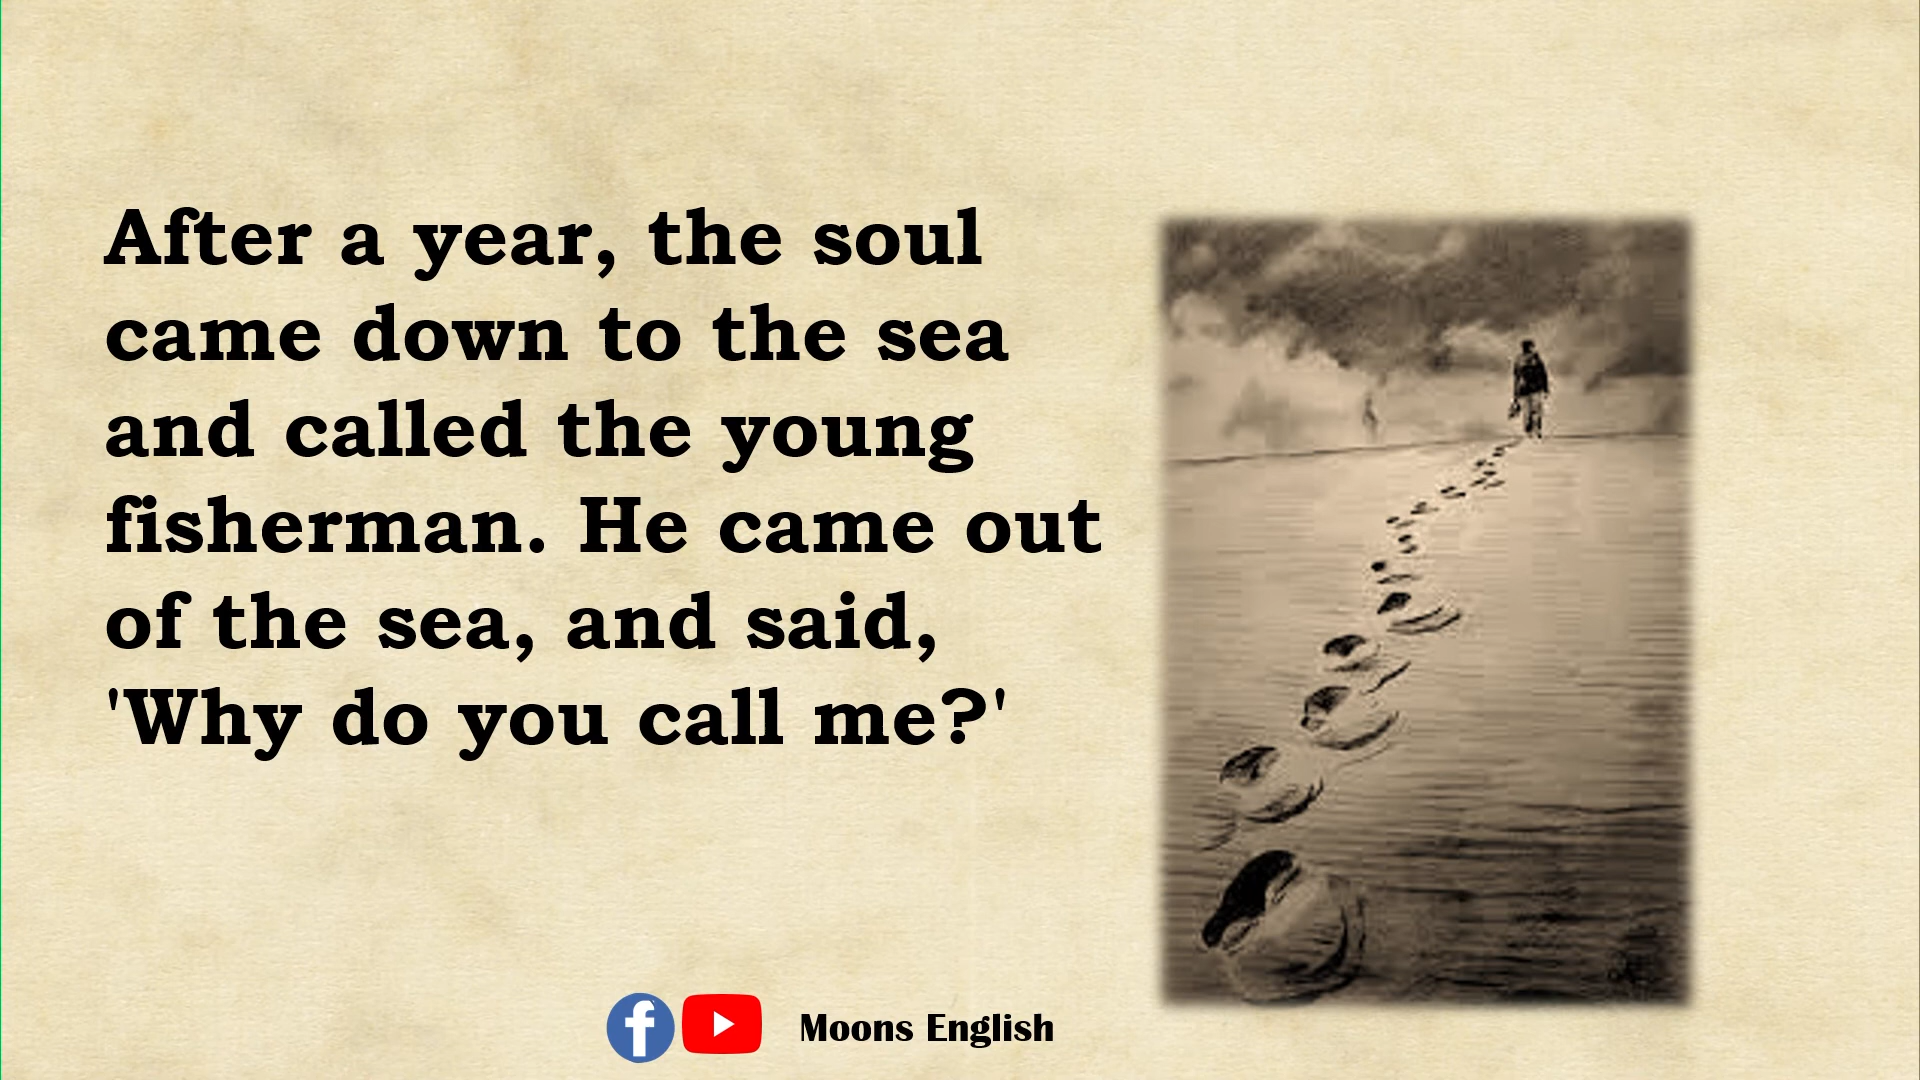 After a year, the soul
came down to the sea
and called the young
fisherman. He came out
of the sea, and said,
'Why do you call me?'
Moons English